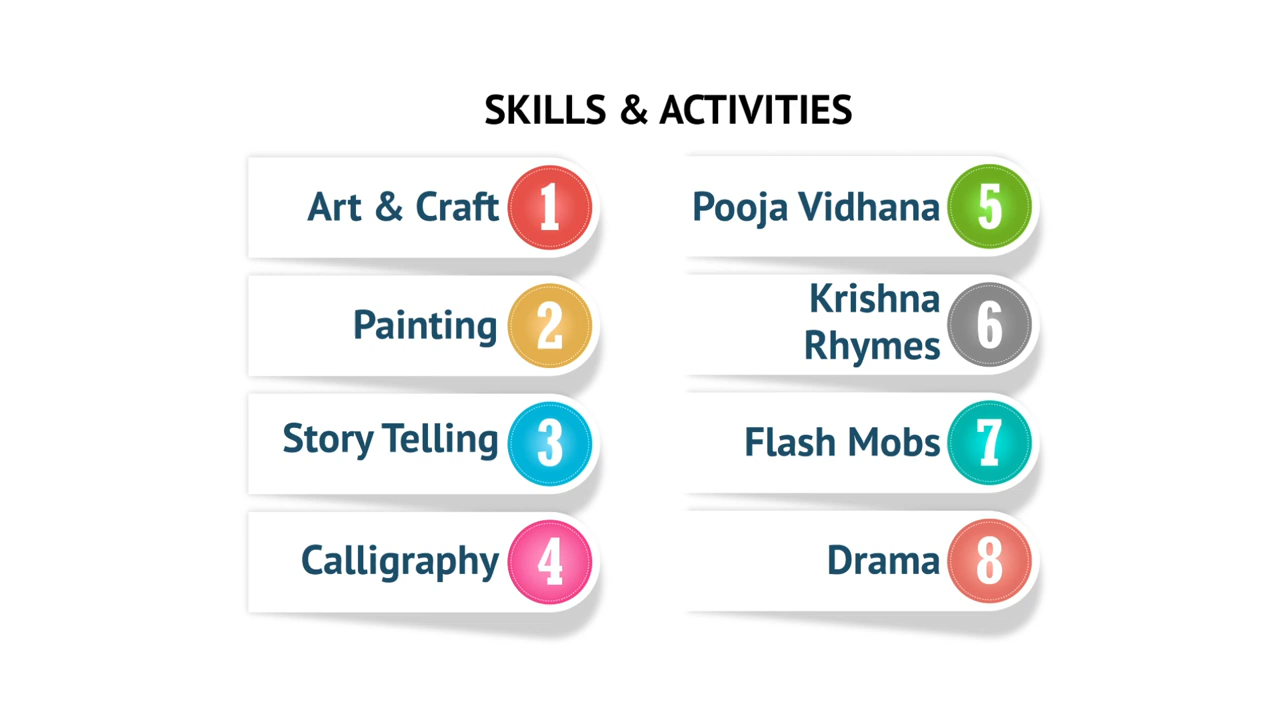 SKILLS & ACTIVITIES
Art & Craft 1
Painting 2
Story Telling 3
Calligraphy 4
Pooja Vidhana 5
Krishna
Rhymes 6
Flash Mobs 7
Drama 8